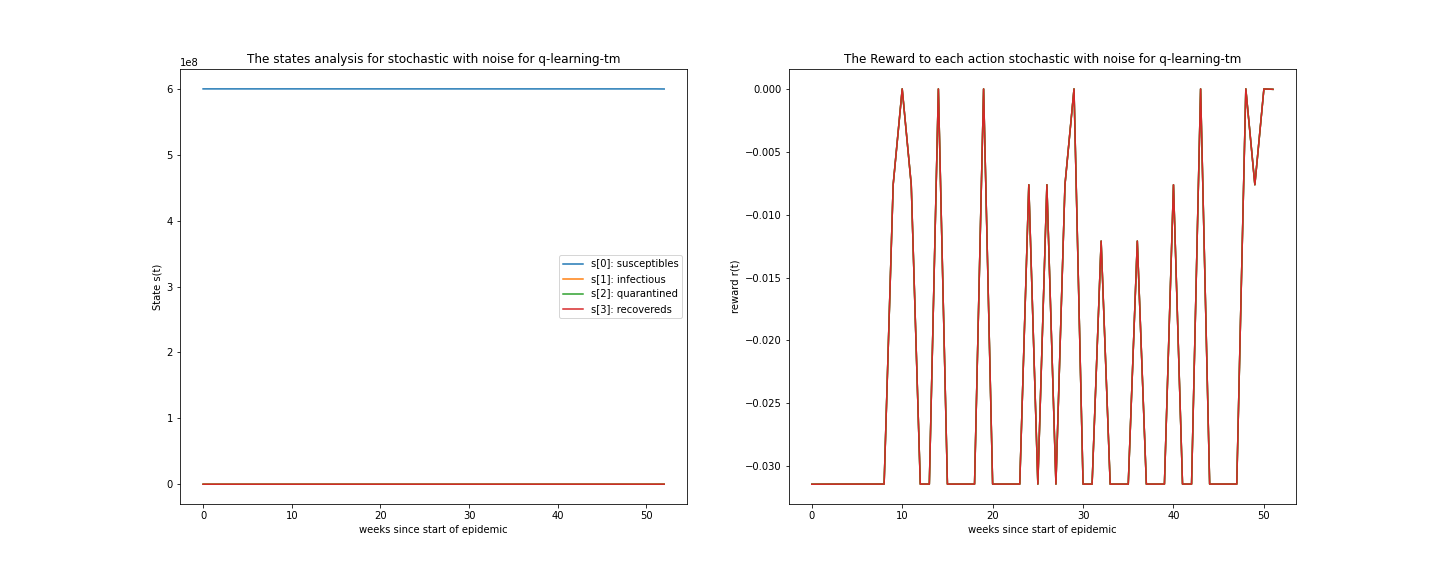 The states analysis for stochastic with noise for q-learning-tm
1e8
6
5
4
3
2
1
0
State s(t)
s[0]: susceptibles
s[1]: infectious
s[2]: quarantined
s[3]: recovereds
0 10 20 30 40 50
weeks since start of epidemic
The Reward to each action stochastic with noise for q-learning-tm
0.000
−0.005
−0.010
−0.015
−0.020
−0.025
−0.030
reward r(t)
0 10 20 30 40 50
weeks since start of epidemic